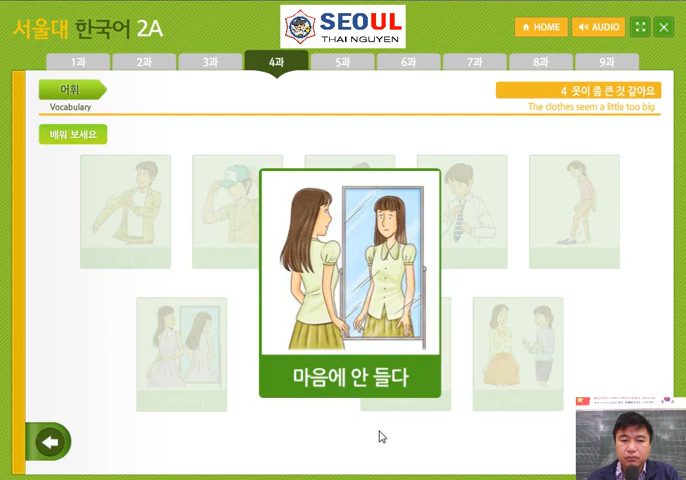 서울대 한국어 2A
SEOUL
THAI NGUYEN
HOME
AUDIO
1과
2과
3과
4과
5과
6과
7과
8과
9과
어휘
Vocabulary
4 옷이 좀 큰 것 같아요
The clothes seem a little too big
배워 보세요
마음에 안 들다